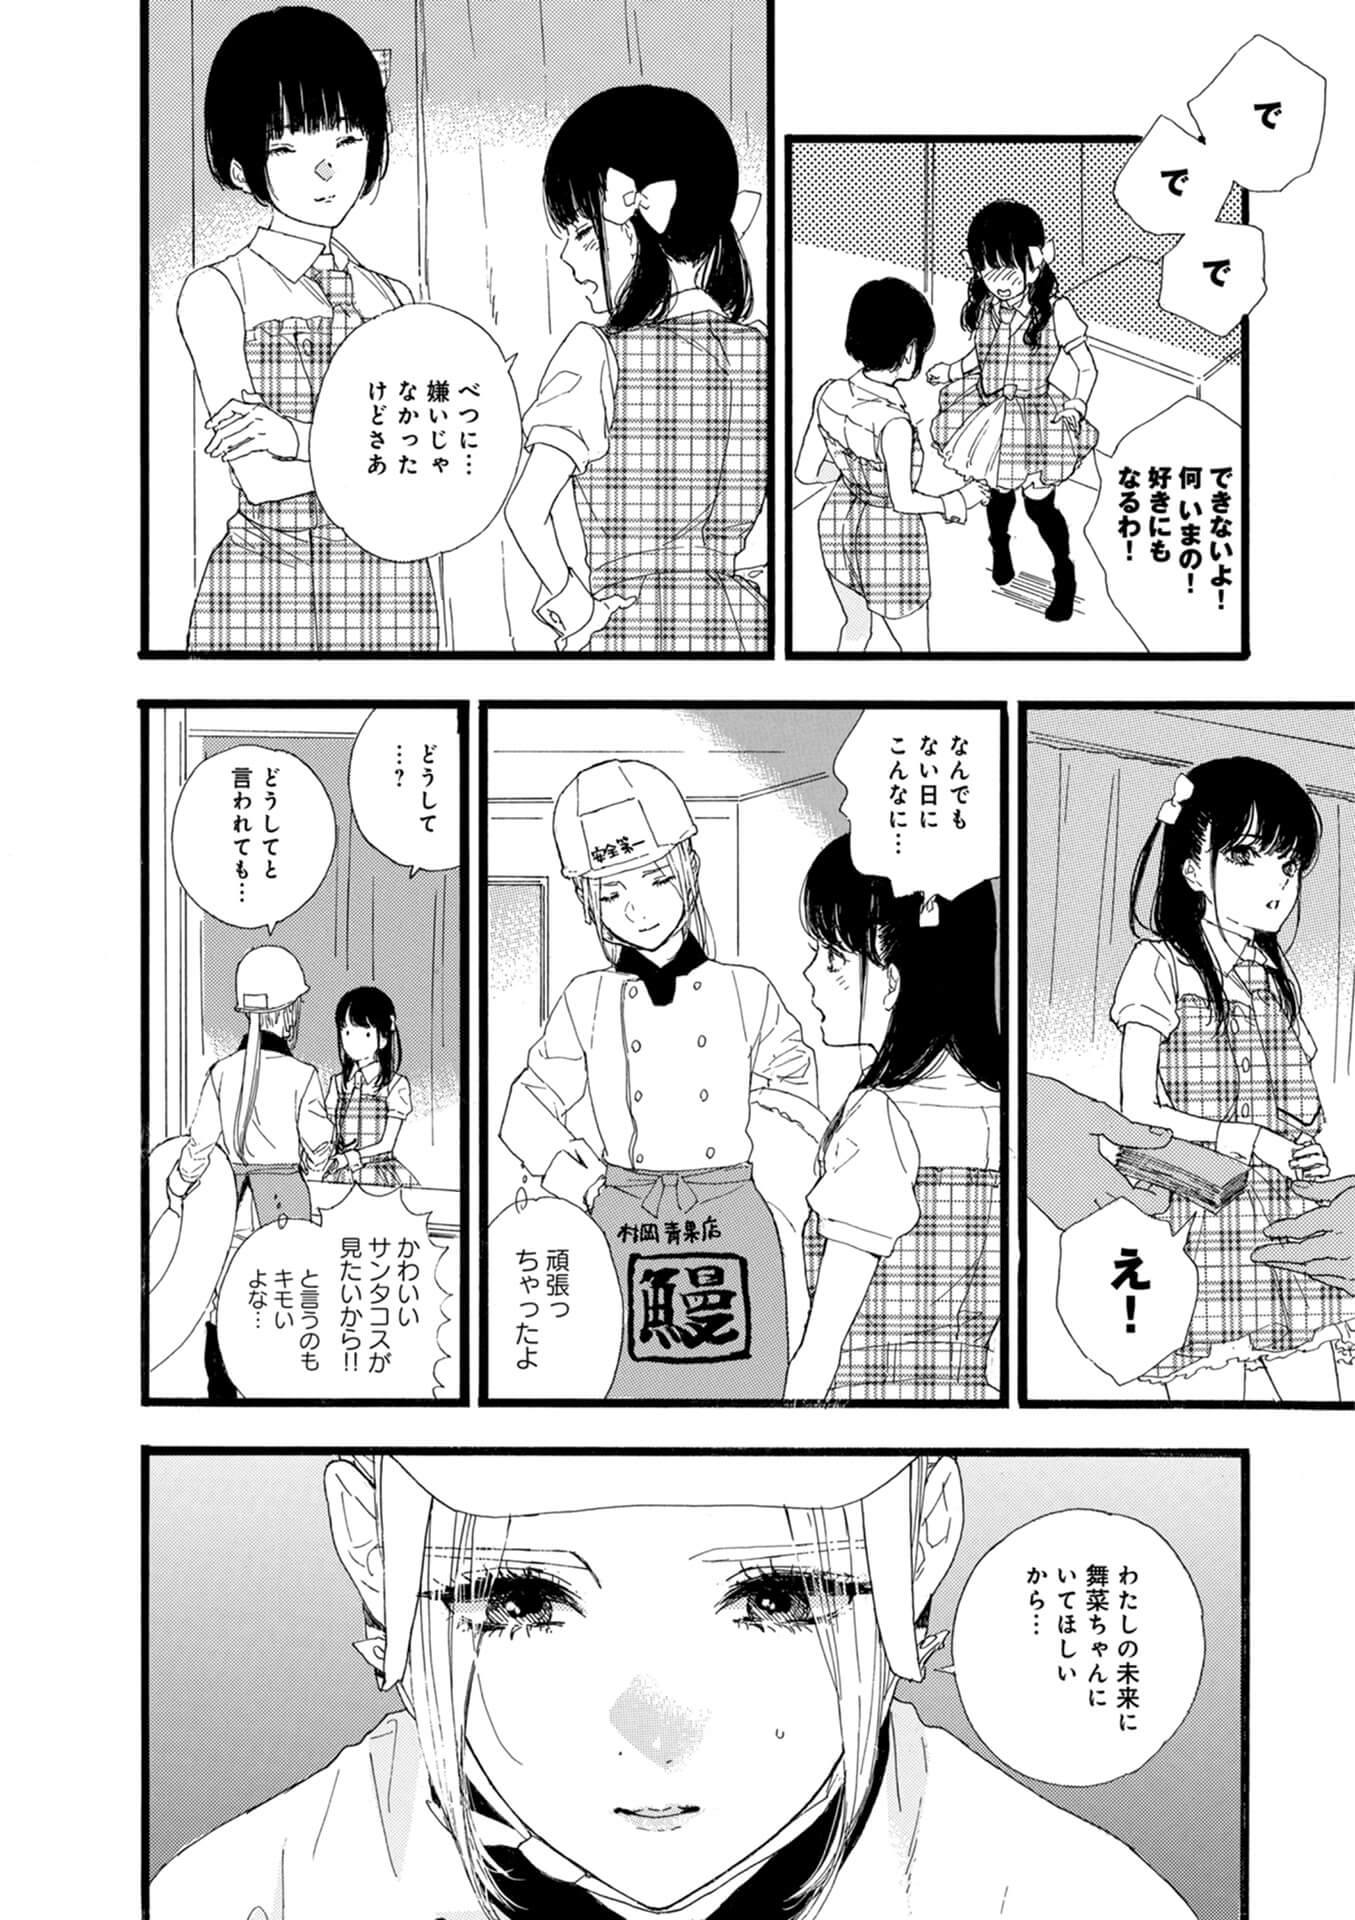 で
で
で
できないよ!
何いまの!
好きにも
なるわ!
べつに…
嫌いじゃ
なかった
けどさあ
え!
なんでも
ない日に
こんなに…
安全第一
頑張っ
ちゃったよ
村岡青果店
鰻
どうして
…?
どうしてと
言われても…
かわいい
サンタコスが
見たいから!!
と言うのも
キモい
よな…
わたしの未来に
舞菜ちゃんに
いてほしい
から…